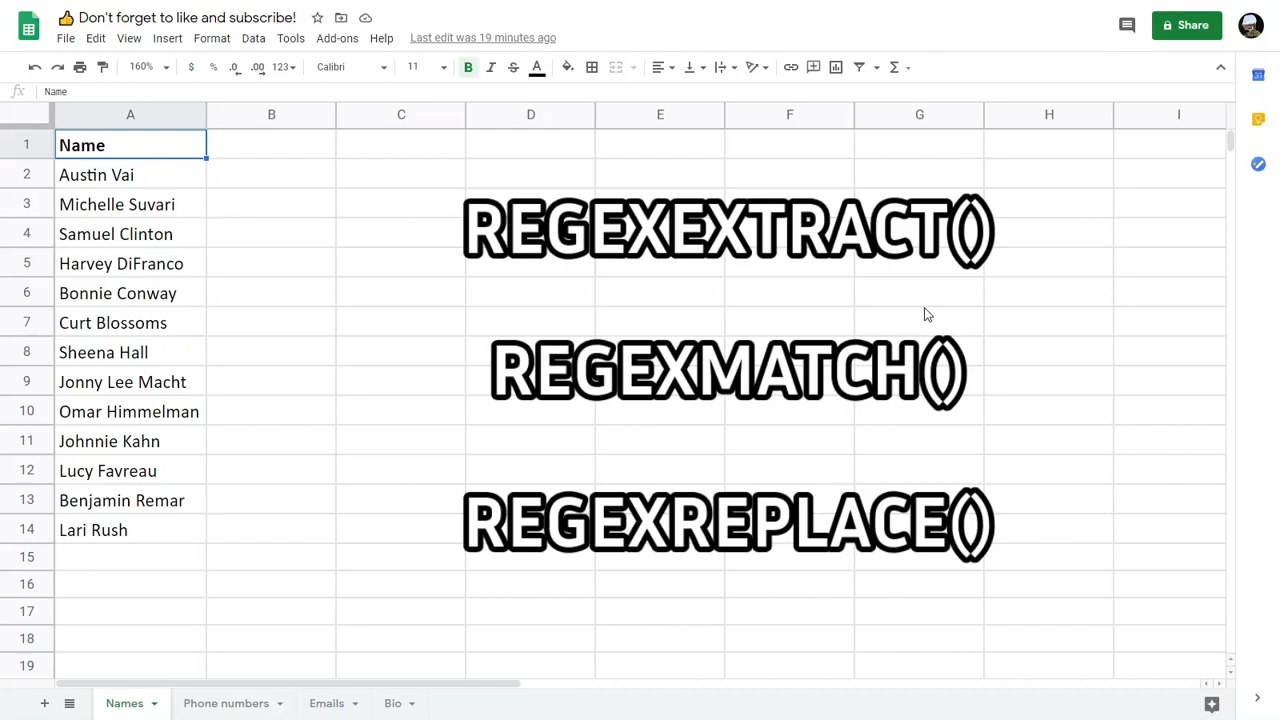 👍 Don't forget to like and subscribe!
File Edit View Insert Format Data Tools Add-ons Help Last edit was 19 minutes ago
Share
160% $ % .0 .00 123 Calibri 11 B I S A Σ
fx Name
A B C D E F G H I
1 Name
2 Austin Vai
3 Michelle Suvari
4 Samuel Clinton
5 Harvey DiFranco
6 Bonnie Conway
7 Curt Blossoms
8 Sheena Hall
9 Jonny Lee Macht
10 Omar Himmelman
11 Johnnie Kahn
12 Lucy Favreau
13 Benjamin Remar
14 Lari Rush
15
16
17
18
19
REGEXEXTRACT()
REGEXMATCH()
REGEXREPLACE()
Names Phone numbers Emails Bio
31